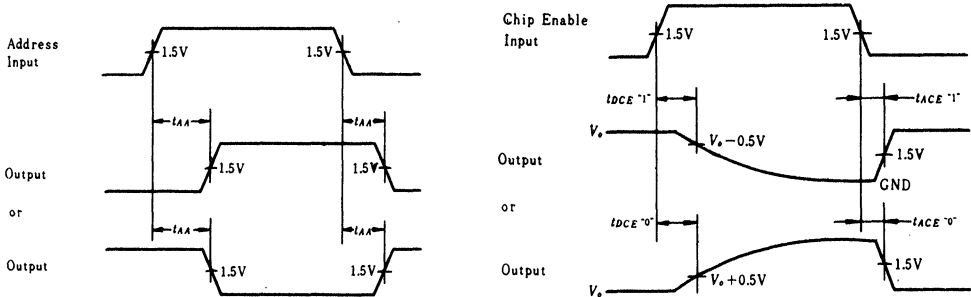 Address
Input
1.5V
1.5V
tAA
tAA
Output
1.5V
1.5V
or
tAA
tAA
Output
1.5V
1.5V
Chip Enable
Input
1.5V
1.5V
tDCE "1"
tACE "1"
Vo
Vo−0.5V
Output
1.5V
GND
or
tDCE "0"
tACE "0"
Output
1.5V
Vo
Vo+0.5V